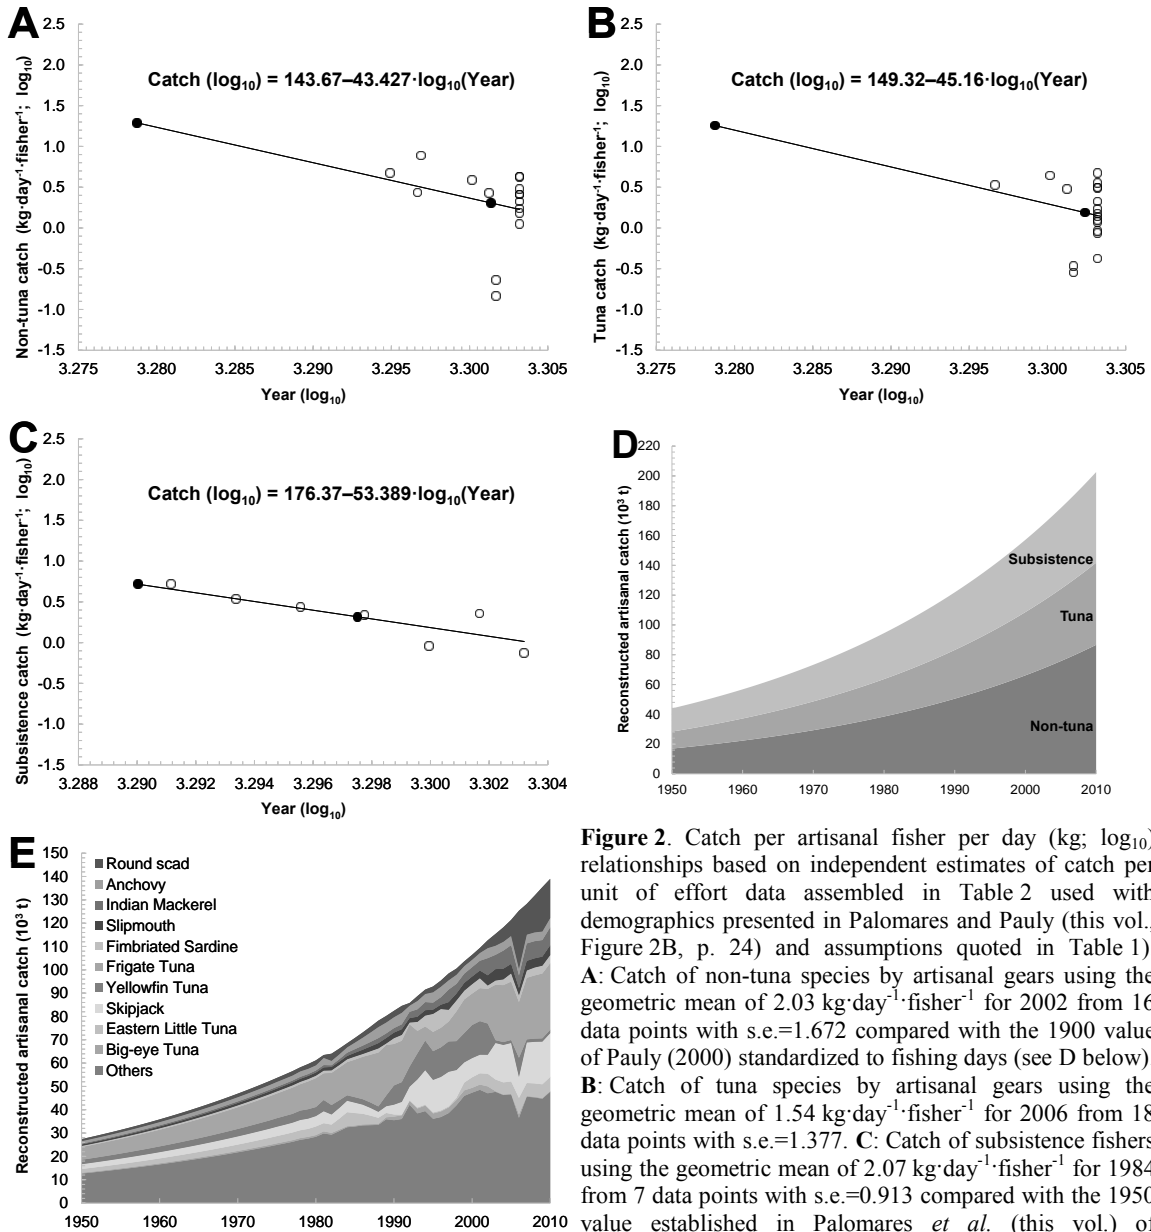 A
2.5
2.0
1.5
1.0
0.5
0.0
-0.5
-1.0
-1.5
Non-tuna catch (kg·day⁻¹·fisher⁻¹; log₁₀)
Catch (log₁₀) = 143.67–43.427·log₁₀(Year)
3.275 3.280 3.285 3.290 3.295 3.300 3.305
Year (log₁₀)
B
2.5
2.0
1.5
1.0
0.5
0.0
-0.5
-1.0
-1.5
Tuna catch (kg·day⁻¹·fisher⁻¹; log₁₀)
Catch (log₁₀) = 149.32–45.16·log₁₀(Year)
3.275 3.280 3.285 3.290 3.295 3.300 3.305
Year (log₁₀)
C
2.5
2.0
1.5
1.0
0.5
0.0
-0.5
-1.0
-1.5
Subsistence catch (kg·day⁻¹·fisher⁻¹; log₁₀)
Catch (log₁₀) = 176.37–53.389·log₁₀(Year)
3.288 3.290 3.292 3.294 3.296 3.298 3.300 3.302 3.304
Year (log₁₀)
D
220
200
180
160
140
120
100
80
60
40
20
0
Reconstructed artisanal catch (10³ t)
Subsistence
Tuna
Non-tuna
1950 1960 1970 1980 1990 2000 2010
E
150
140
130
120
110
100
90
80
70
60
50
40
30
20
10
0
Reconstructed artisanal catch (10³ t)
Round scad
Anchovy
Indian Mackerel
Slipmouth
Fimbriated Sardine
Frigate Tuna
Yellowfin Tuna
Skipjack
Eastern Little Tuna
Big-eye Tuna
Others
1950 1960 1970 1980 1990 2000 2010
Figure 2. Catch per artisanal fisher per day (kg; log₁₀)
relationships based on independent estimates of catch per
unit of effort data assembled in Table 2 used with
demographics presented in Palomares and Pauly (this vol.,
Figure 2B, p. 24) and assumptions quoted in Table 1)
A: Catch of non-tuna species by artisanal gears using the
geometric mean of 2.03 kg·day⁻¹·fisher⁻¹ for 2002 from 16
data points with s.e.=1.672 compared with the 1900 value
of Pauly (2000) standardized to fishing days (see D below)
B: Catch of tuna species by artisanal gears using the
geometric mean of 1.54 kg·day⁻¹·fisher⁻¹ for 2006 from 18
data points with s.e.=1.377. C: Catch of subsistence fishers
using the geometric mean of 2.07 kg·day⁻¹·fisher⁻¹ for 1984
from 7 data points with s.e.=0.913 compared with the 1950
value established in Palomares et al. (this vol.) of